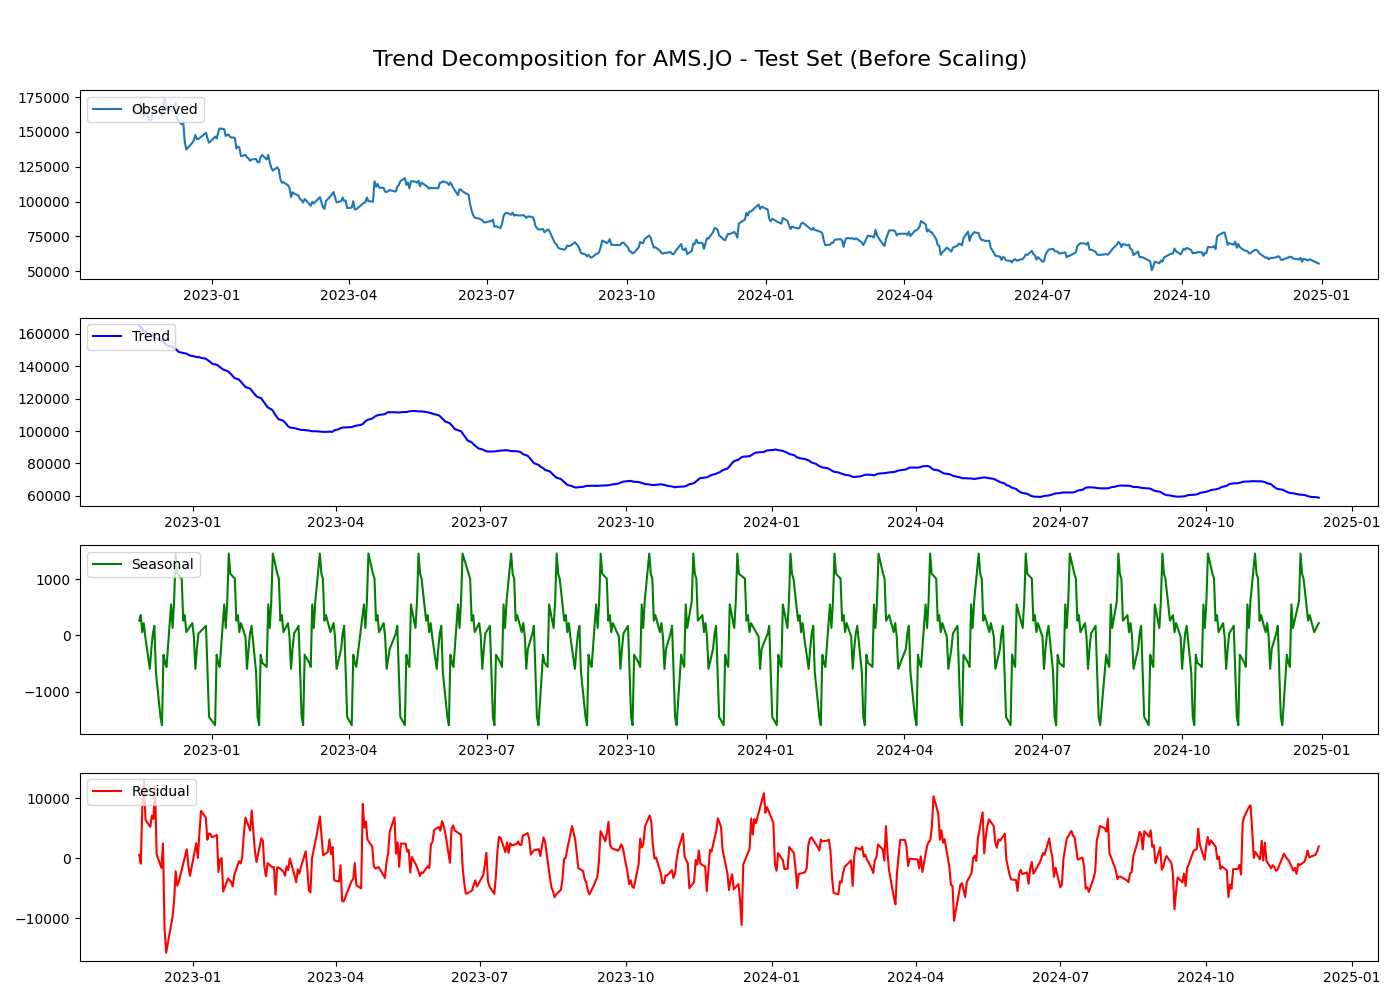 Trend Decomposition for AMS.JO - Test Set (Before Scaling)
175000
150000
125000
100000
75000
50000
Observed
2023-01 2023-04 2023-07 2023-10 2024-01 2024-04 2024-07 2024-10 2025-01
160000
140000
120000
100000
80000
60000
Trend
2023-01 2023-04 2023-07 2023-10 2024-01 2024-04 2024-07 2024-10 2025-01
1000
0
−1000
Seasonal
2023-01 2023-04 2023-07 2023-10 2024-01 2024-04 2024-07 2024-10 2025-01
10000
0
−10000
Residual
2023-01 2023-04 2023-07 2023-10 2024-01 2024-04 2024-07 2024-10 2025-01